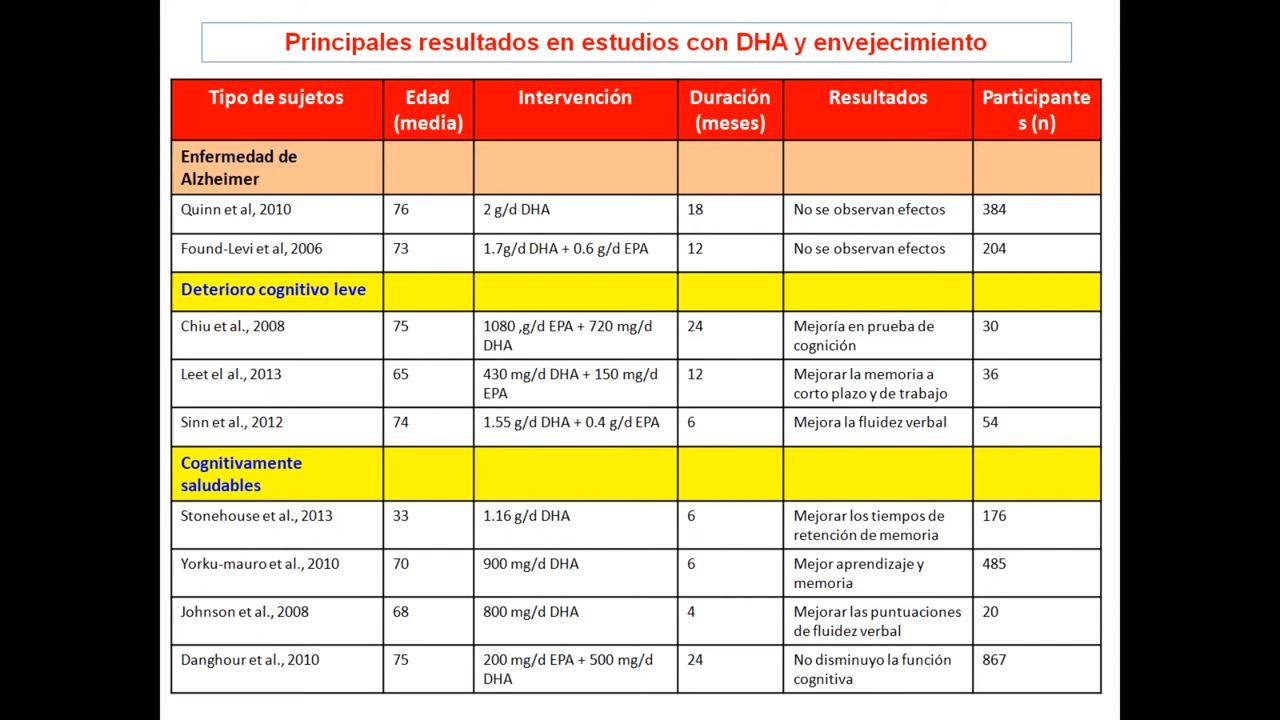 Principales resultados en estudios con DHA y envejecimiento
Tipo de sujetos Edad (media) Intervención Duración (meses) Resultados Participantes (n)
Enfermedad de Alzheimer
Quinn et al, 2010 76 2 g/d DHA 18 No se observan efectos 384
Found-Levi et al, 2006 73 1.7g/d DHA + 0.6 g/d EPA 12 No se observan efectos 204
Deterioro cognitivo leve
Chiu et al., 2008 75 1080 ,g/d EPA + 720 mg/d DHA 24 Mejoría en prueba de cognición 30
Leet el al., 2013 65 430 mg/d DHA + 150 mg/d EPA 12 Mejorar la memoria a corto plazo y de trabajo 36
Sinn et al., 2012 74 1.55 g/d DHA + 0.4 g/d EPA 6 Mejora la fluidez verbal 54
Cognitivamente saludables
Stonehouse et al., 2013 33 1.16 g/d DHA 6 Mejorar los tiempos de retención de memoria 176
Yorku-mauro et al., 2010 70 900 mg/d DHA 6 Mejor aprendizaje y memoria 485
Johnson et al., 2008 68 800 mg/d DHA 4 Mejorar las puntuaciones de fluidez verbal 20
Danghour et al., 2010 75 200 mg/d EPA + 500 mg/d DHA 24 No disminuyo la función cognitiva 867